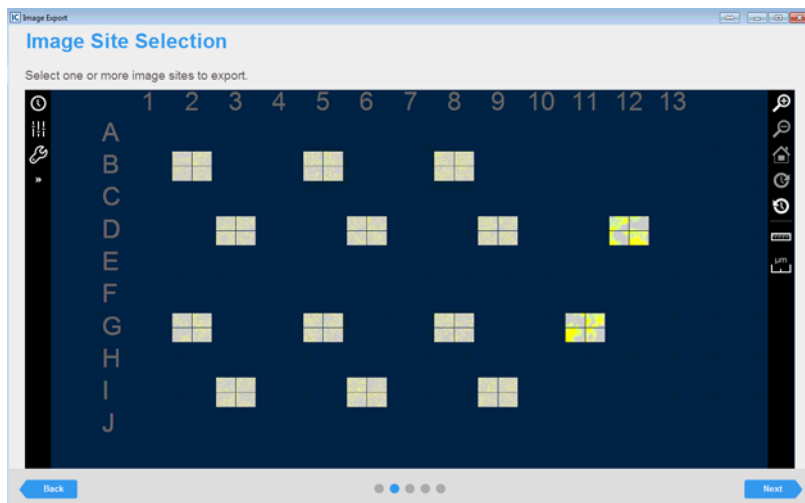 IC Image Export
Image Site Selection
Select one or more image sites to export.
1 2 3 4 5 6 7 8 9 10 11 12 13
A
B
C
D
E
F
G
H
I
J
»
µm
Back
Next